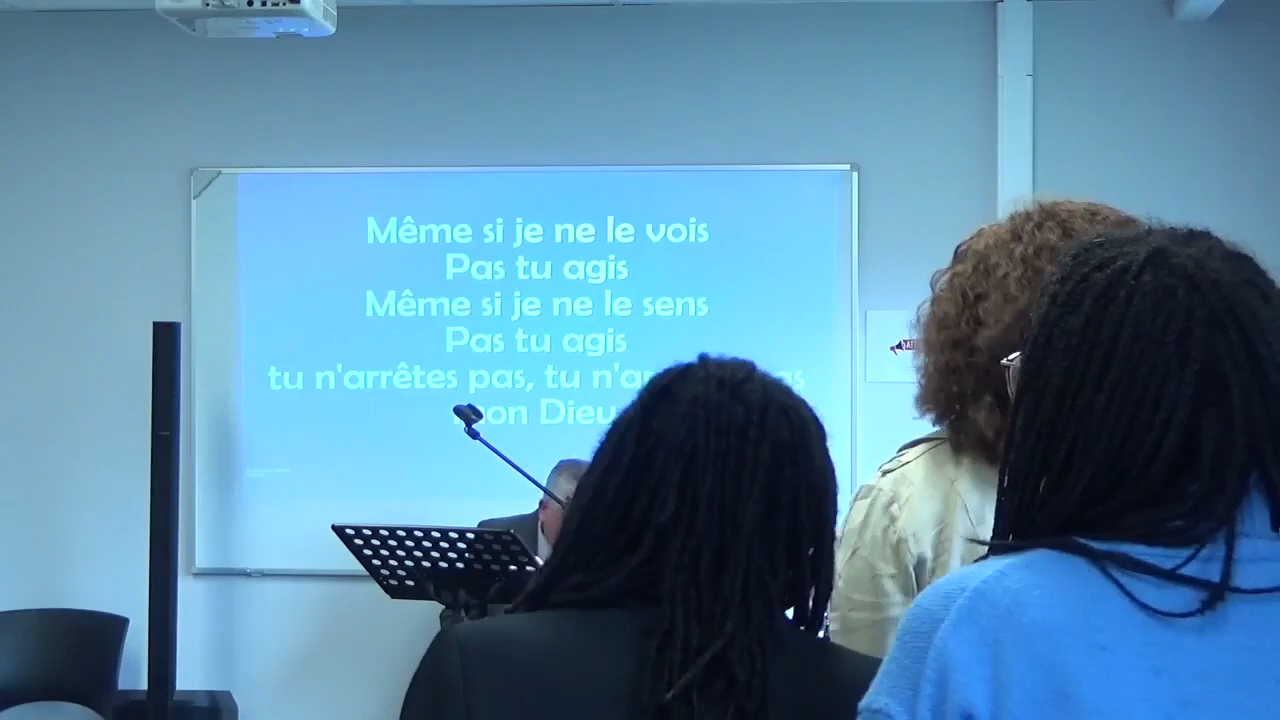 Même si je ne le vois
Pas tu agis
Même si je ne le sens
Pas tu agis
tu n'arrêtes pas, tu
Dieu